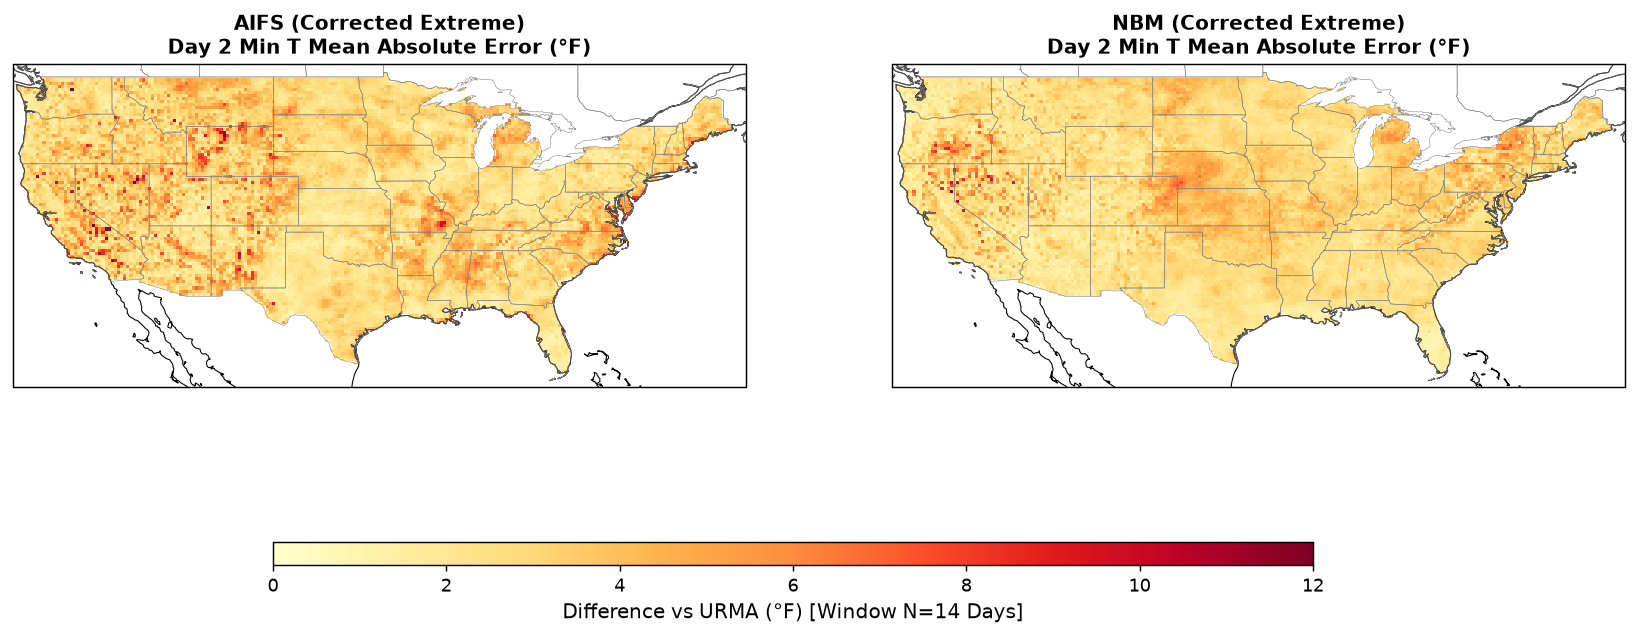 AIFS (Corrected Extreme)
Day 2 Min T Mean Absolute Error (°F)
NBM (Corrected Extreme)
Day 2 Min T Mean Absolute Error (°F)
0 2 4 6 8 10 12
Difference vs URMA (°F) [Window N=14 Days]